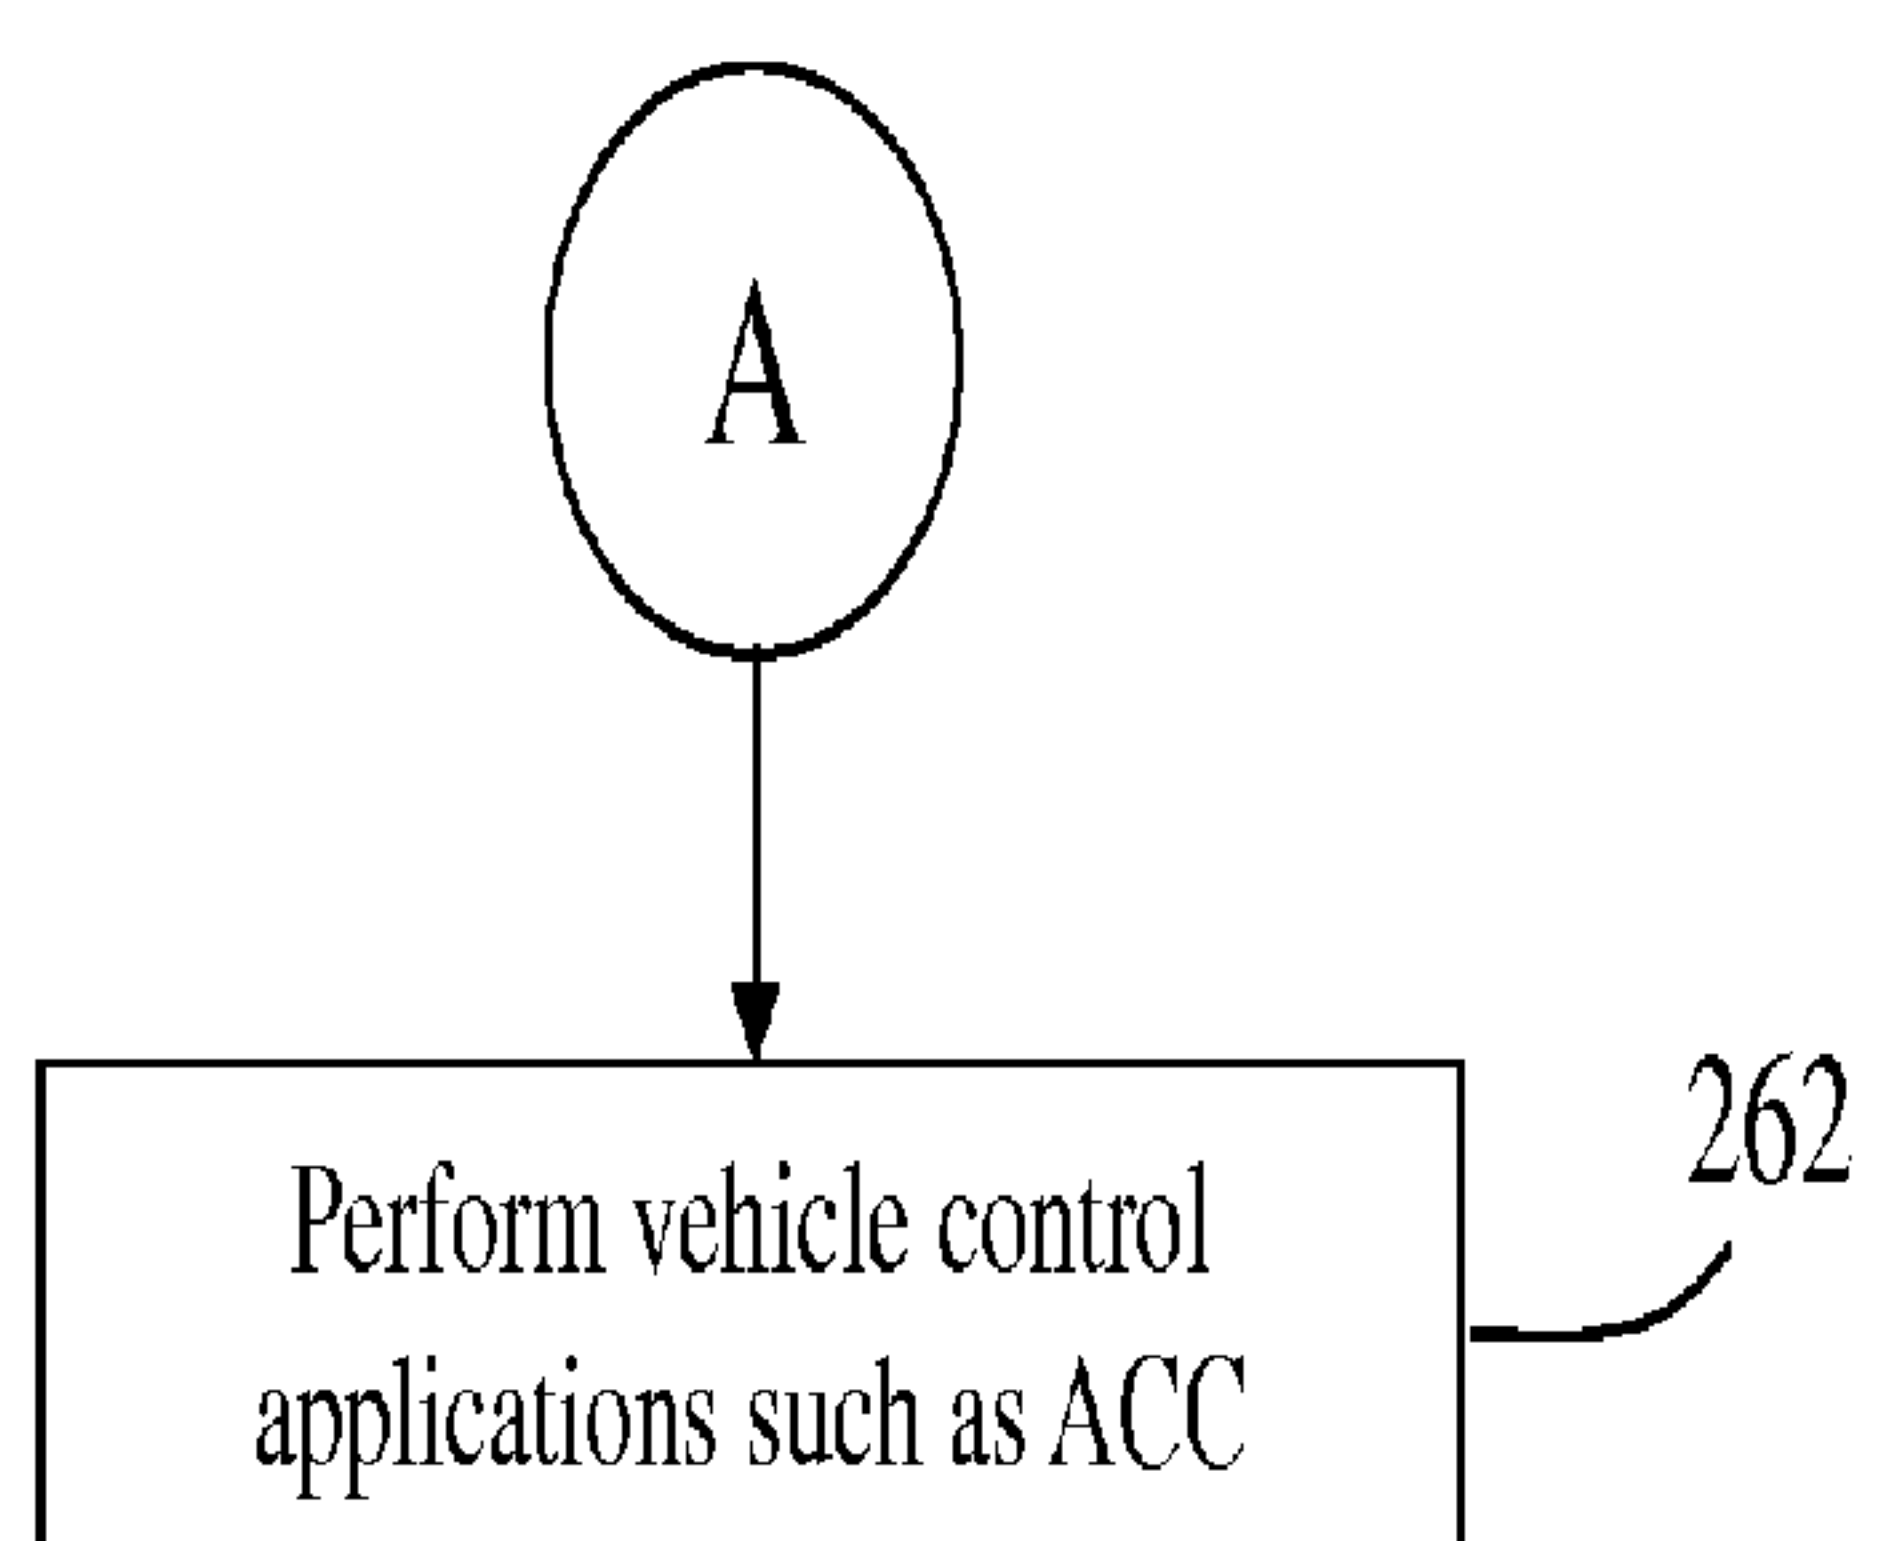 A
262
Perform vehicle control
applications such as ACC